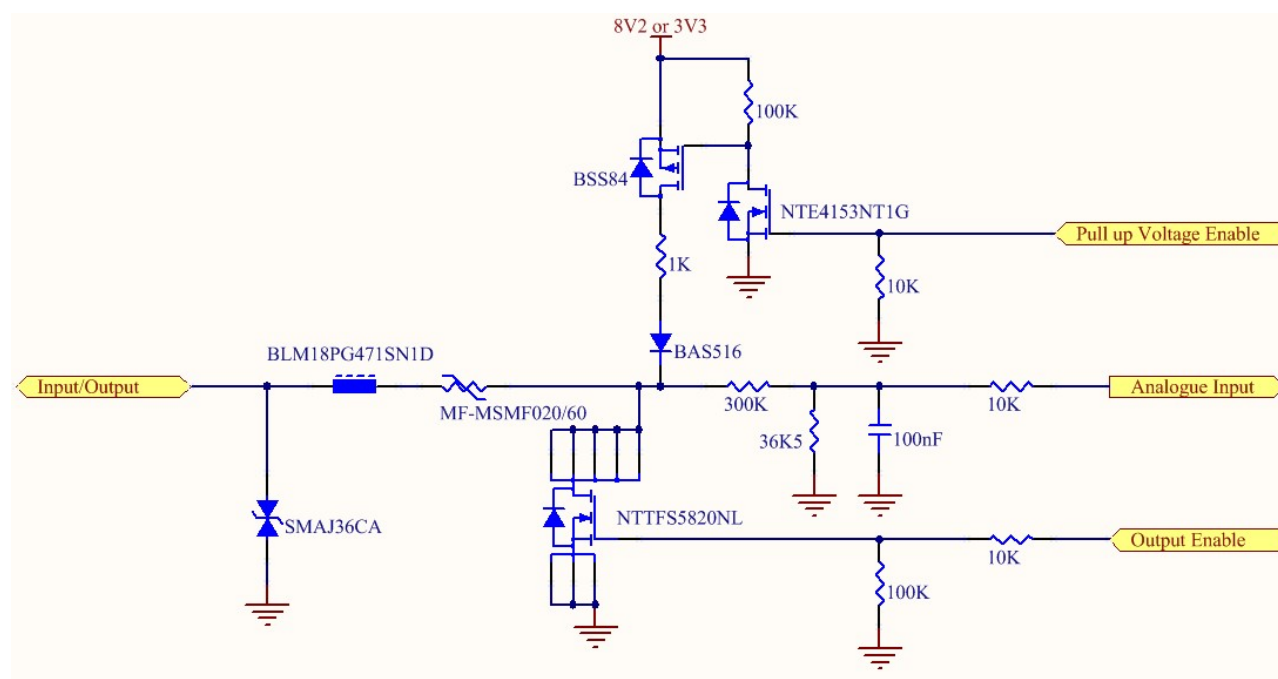 8V2 or 3V3
100K
BSS84
NTE4153NT1G
Pull up Voltage Enable
1K
10K
BLM18PG471SN1D
BAS516
Input/Output
MF-MSMF020/60
300K
10K
Analogue Input
36K5
100nF
SMAJ36CA
NTTFS5820NL
10K
Output Enable
100K